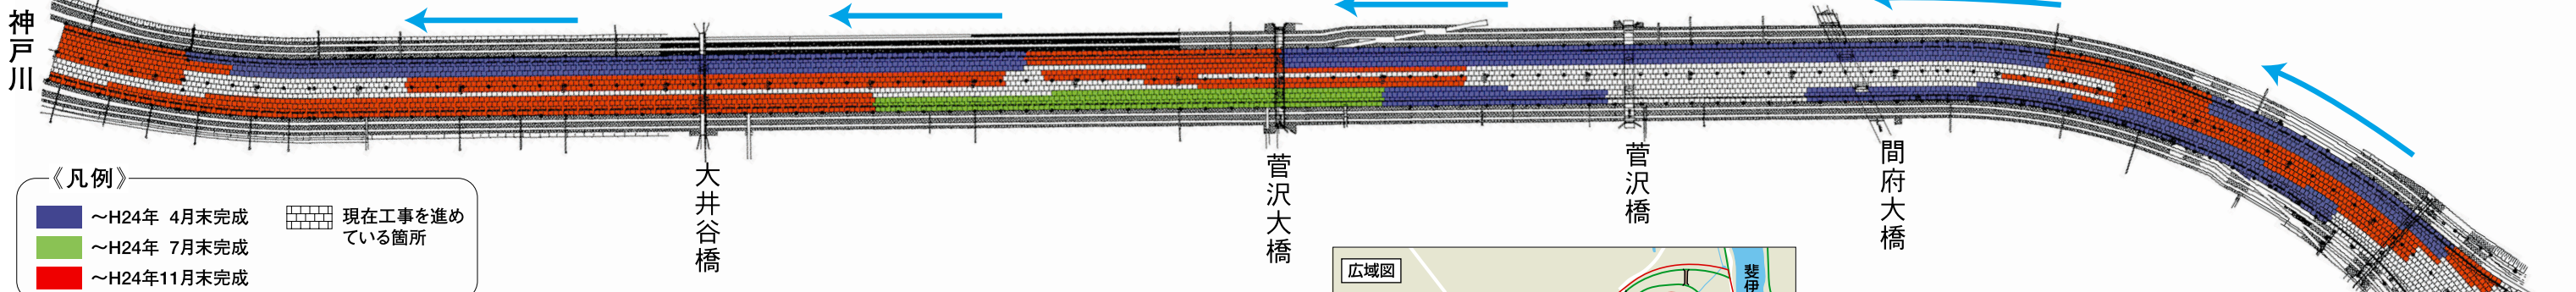 神戸川
大井谷橋
菅沢大橋
菅沢橋
間府大橋
《凡例》
～H24年 4月末完成
～H24年 7月末完成
～H24年11月末完成
現在工事を進め
ている箇所
広域図
斐伊